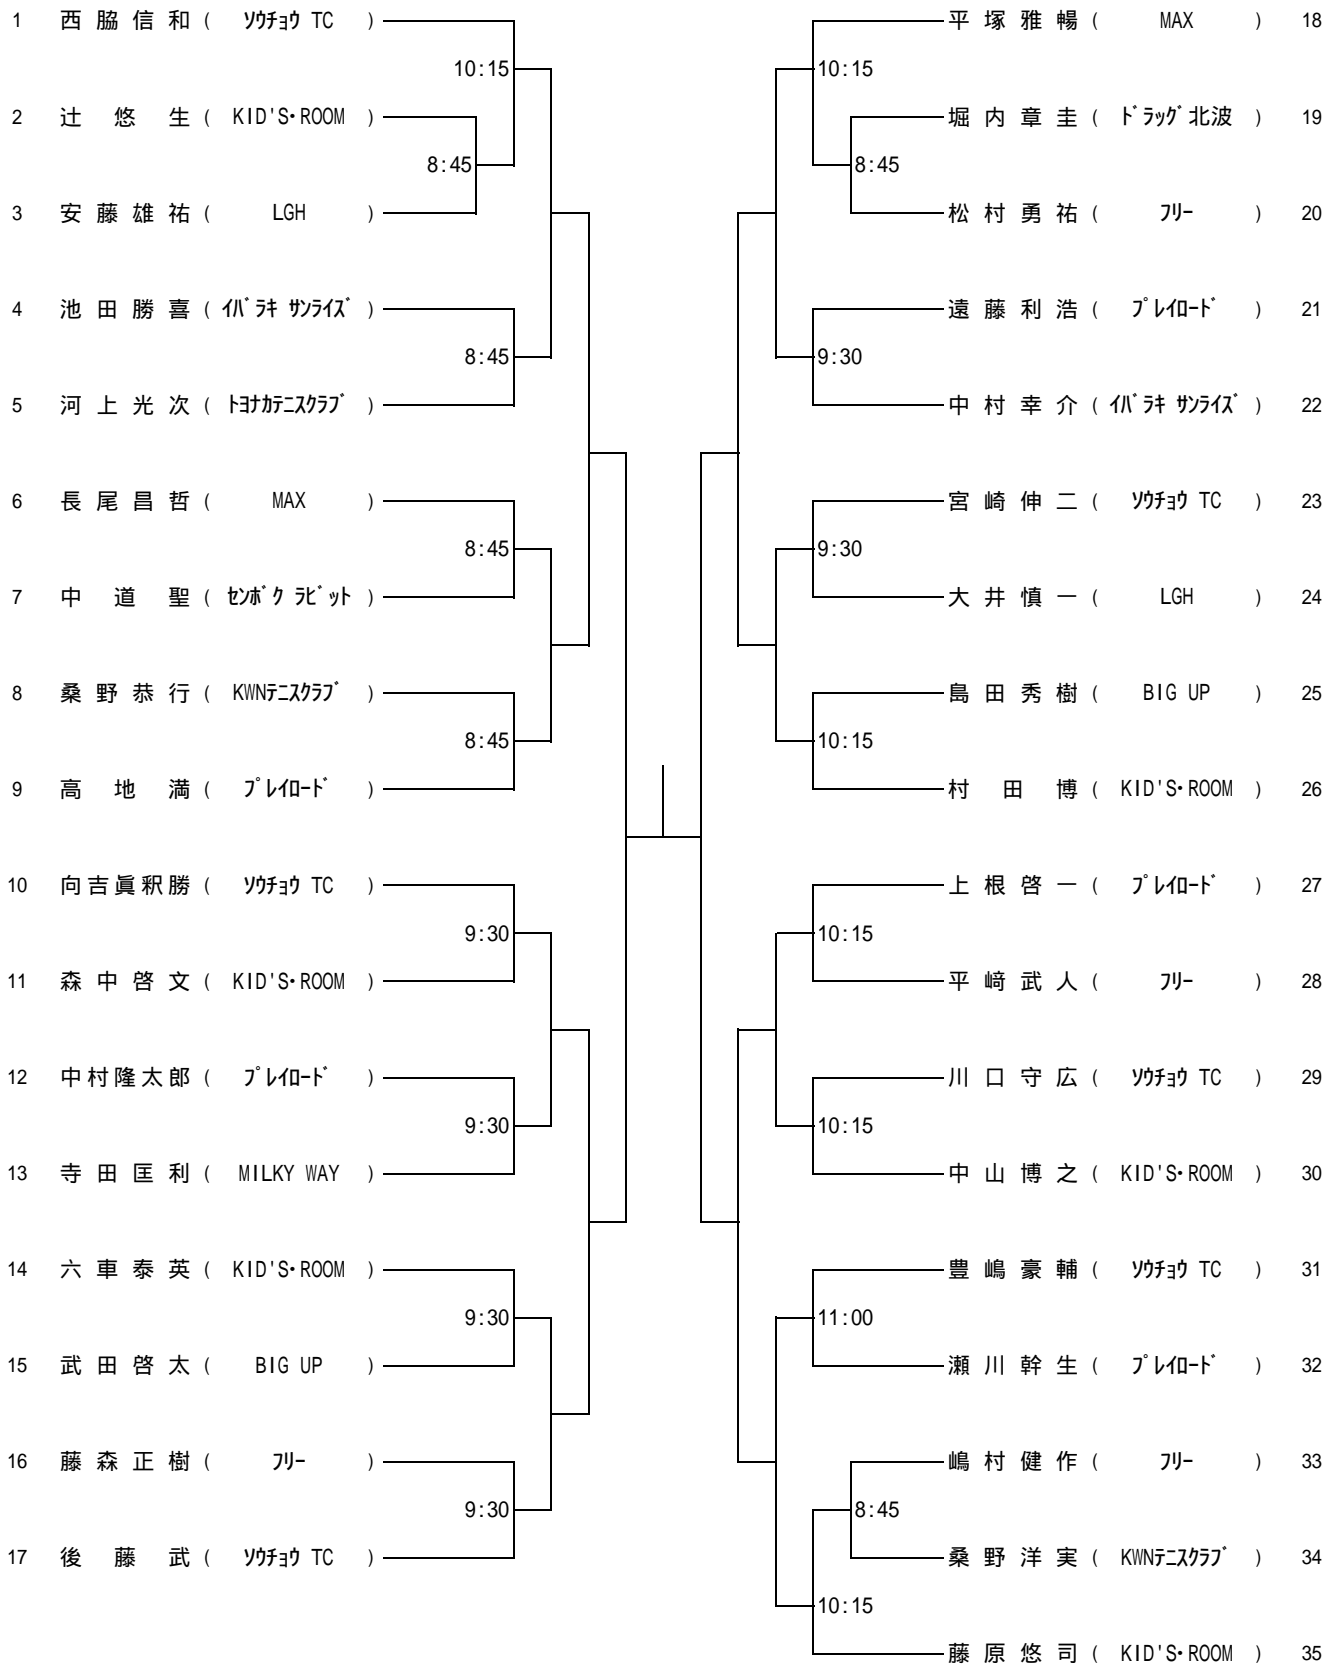 1 西脇信和 ( ソウチョウ TC )
10:15
2 辻悠生 ( KID'S・ROOM )
8:45
3 安藤雄祐 ( LGH )
4 池田勝喜 ( イバラキ サンライズ )
8:45
5 河上光次 ( トヨナカテニスクラブ )
6 長尾昌哲 ( MAX )
8:45
7 中道聖 ( センボク ラビット )
8 桑野恭行 ( KWNテニスクラブ )
8:45
9 高地満 ( プレイロード )
10 向吉眞釈勝 ( ソウチョウ TC )
9:30
11 森中啓文 ( KID'S・ROOM )
12 中村隆太郎 ( プレイロード )
9:30
13 寺田匡利 ( MILKY WAY )
14 六車泰英 ( KID'S・ROOM )
9:30
15 武田啓太 ( BIG UP )
16 藤森正樹 ( フリー )
9:30
17 後藤武 ( ソウチョウ TC )
平塚雅暢 ( MAX ) 18
10:15
堀内章圭 ( ドラッグ北波 ) 19
8:45
松村勇祐 ( フリー ) 20
遠藤利浩 ( プレイロード ) 21
9:30
中村幸介 ( イバラキ サンライズ ) 22
宮崎伸二 ( ソウチョウ TC ) 23
9:30
大井慎一 ( LGH ) 24
島田秀樹 ( BIG UP ) 25
10:15
村田博 ( KID'S・ROOM ) 26
上根啓一 ( プレイロード ) 27
10:15
平﨑武人 ( フリー ) 28
川口守広 ( ソウチョウ TC ) 29
10:15
中山博之 ( KID'S・ROOM ) 30
豊嶋豪輔 ( ソウチョウ TC ) 31
11:00
瀬川幹生 ( プレイロード ) 32
嶋村健作 ( フリー ) 33
8:45
桑野洋実 ( KWNテニスクラブ ) 34
10:15
藤原悠司 ( KID'S・ROOM ) 35